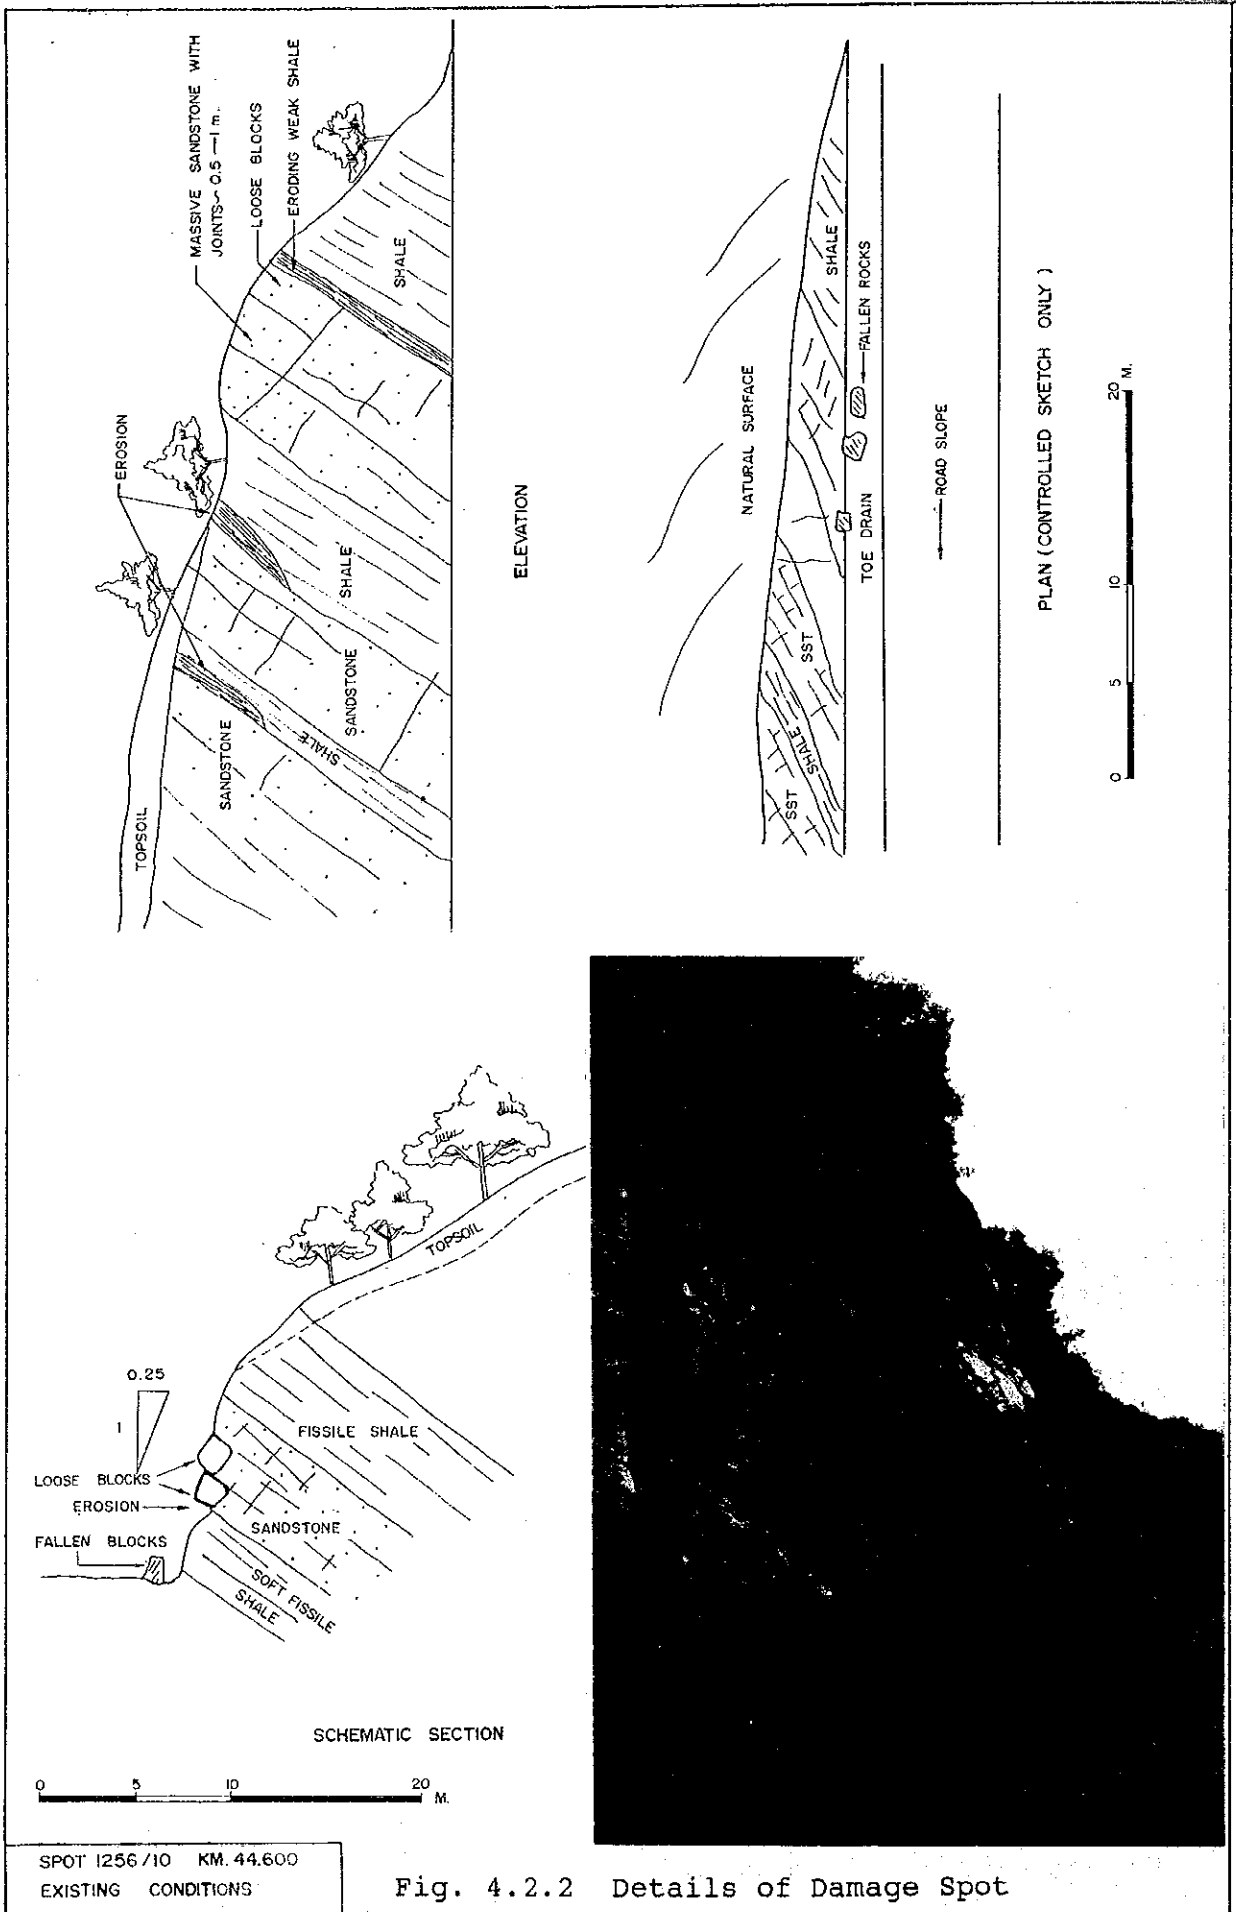 MASSIVE SANDSTONE WITH
JOINTS ~ 0.5 — 1 m.
LOOSE BLOCKS
ERODING WEAK SHALE
EROSION
SHALE
SHALE
SANDSTONE
SHALE
SANDSTONE
TOPSOIL
ELEVATION
NATURAL SURFACE
SHALE
FALLEN ROCKS
TOE DRAIN
SST
SHALE
SST
ROAD SLOPE
PLAN (CONTROLLED SKETCH ONLY)
0 5 10 20 M.
TOPSOIL
0.25
1
FISSILE SHALE
LOOSE BLOCKS
EROSION
SANDSTONE
FALLEN BLOCKS
SOFT FISSILE
SHALE
SCHEMATIC SECTION
0 5 10 20 M.
SPOT 1256/10 KM. 44.600
EXISTING CONDITIONS
Fig. 4.2.2 Details of Damage Spot